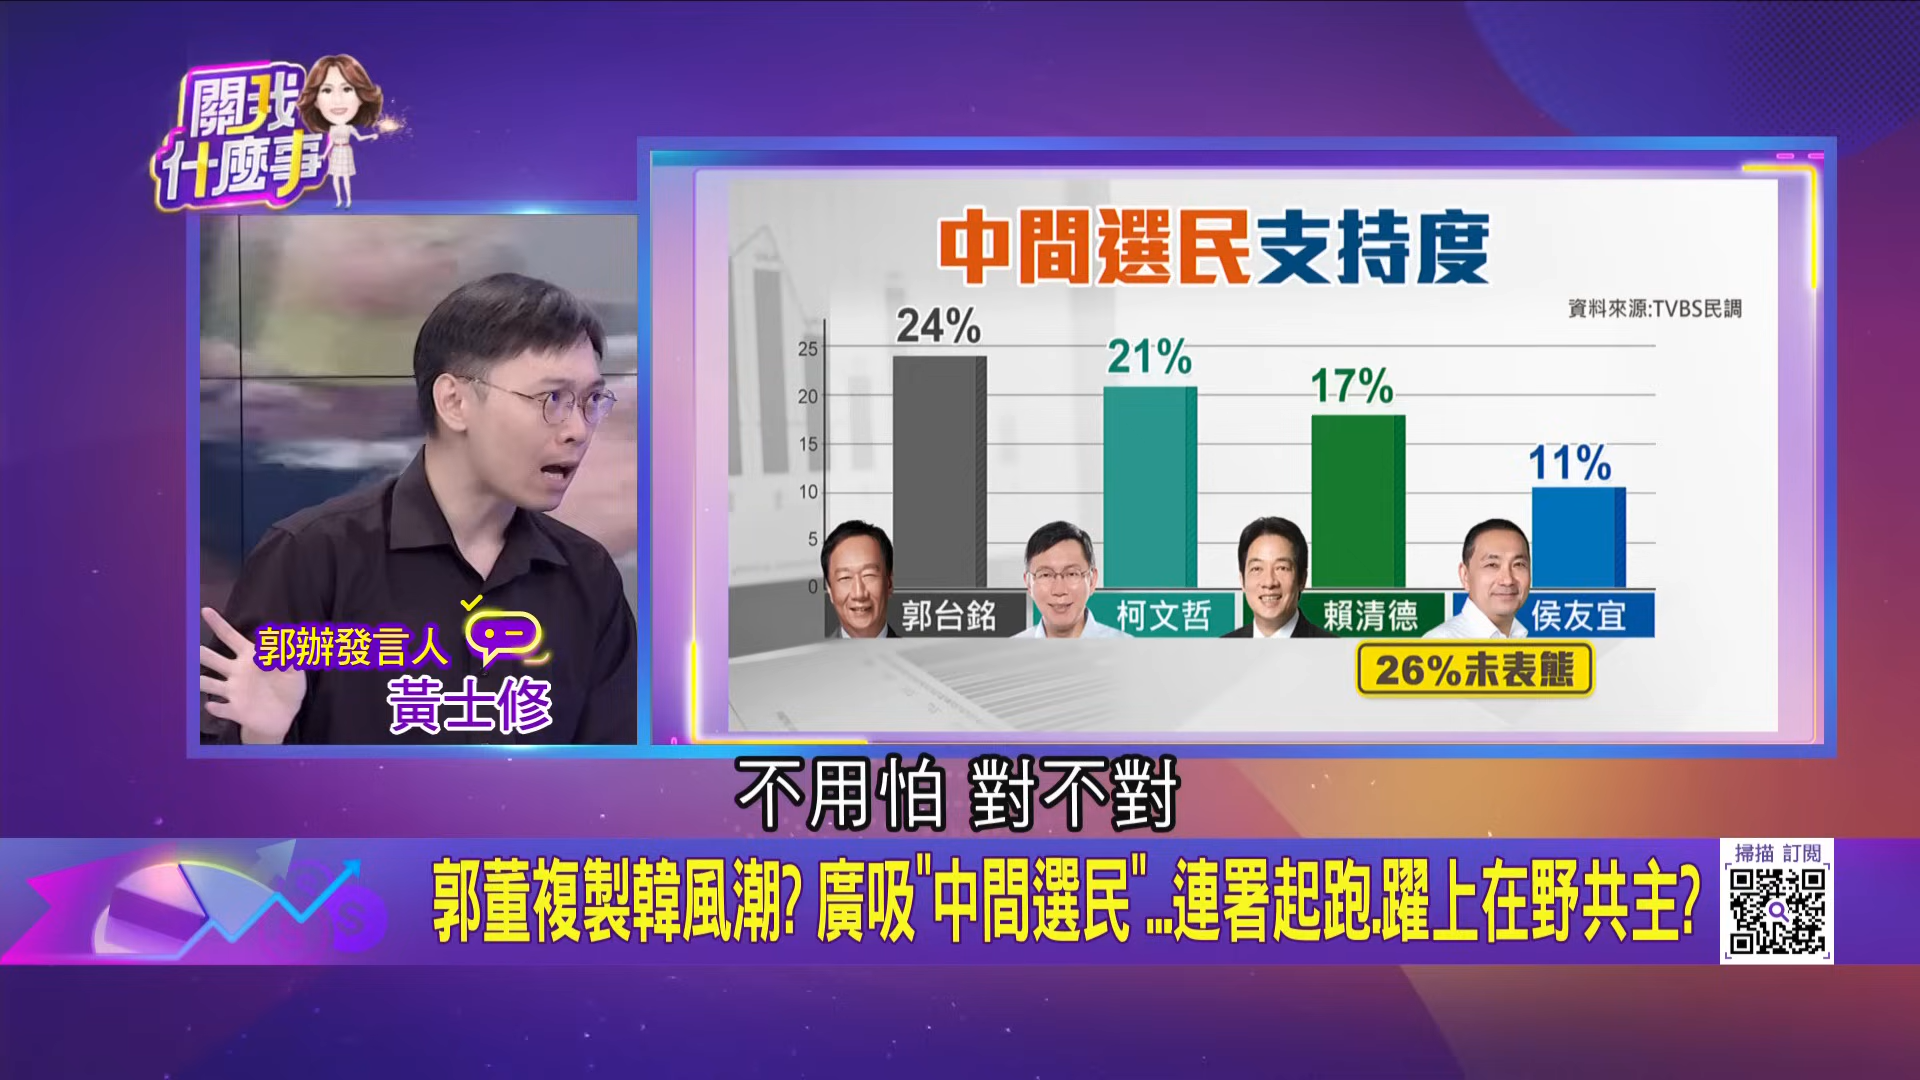 關我
什麼事
中間選民支持度
資料來源:TVBS民調
24%
21%
17%
11%
25
20
15
10
5
0
郭台銘
柯文哲
賴清德
侯友宜
26%未表態
郭辦發言人
黃士修
不用怕 對不對
郭董複製韓風潮? 廣吸"中間選民"...連署起跑.躍上在野共主?
掃描 訂閱